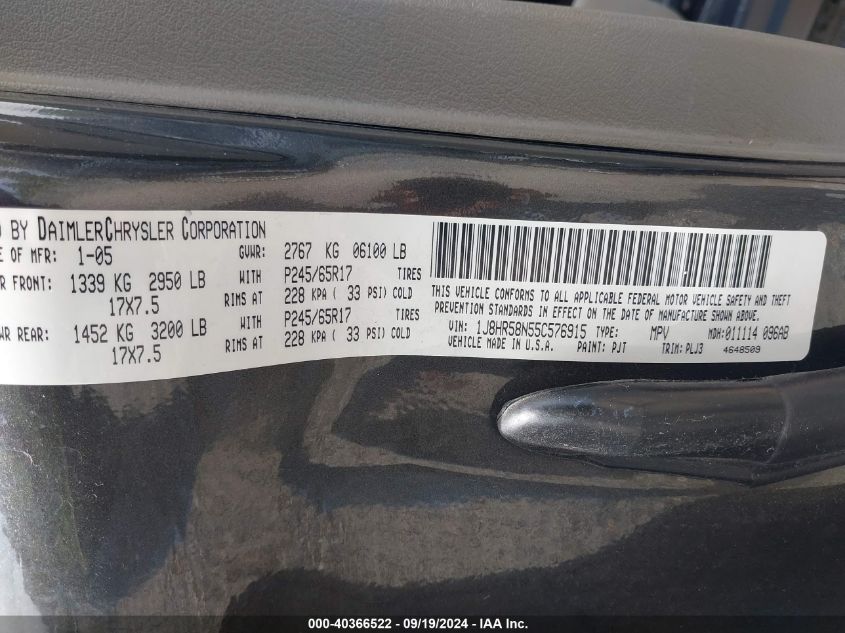 D BY DAIMLERCHRYSLER CORPORATION
E OF MFR: 1-05 GVWR: 2767 KG 06100 LB
R FRONT: 1339 KG 2950 LB WITH P245/65R17 TIRES
17X7.5 RIMS AT 228 KPA ( 33 PSI) COLD
WR REAR: 1452 KG 3200 LB WITH P245/65R17 TIRES
17X7.5 RIMS AT 228 KPA ( 33 PSI) COLD
THIS VEHICLE CONFORMS TO ALL APPLICABLE FEDERAL MOTOR VEHICLE SAFETY AND THEFT
PREVENTION STANDARDS IN EFFECT ON THE DATE OF MANUFACTURE SHOWN ABOVE.
VIN: 1J8HR58N55C576915 TYPE: MPV MDH:011114 096AB
VEHICLE MADE IN U.S.A. PAINT: PJT TRIM: PLJ3 4648509
000-40366522 - 09/19/2024 - IAA Inc.